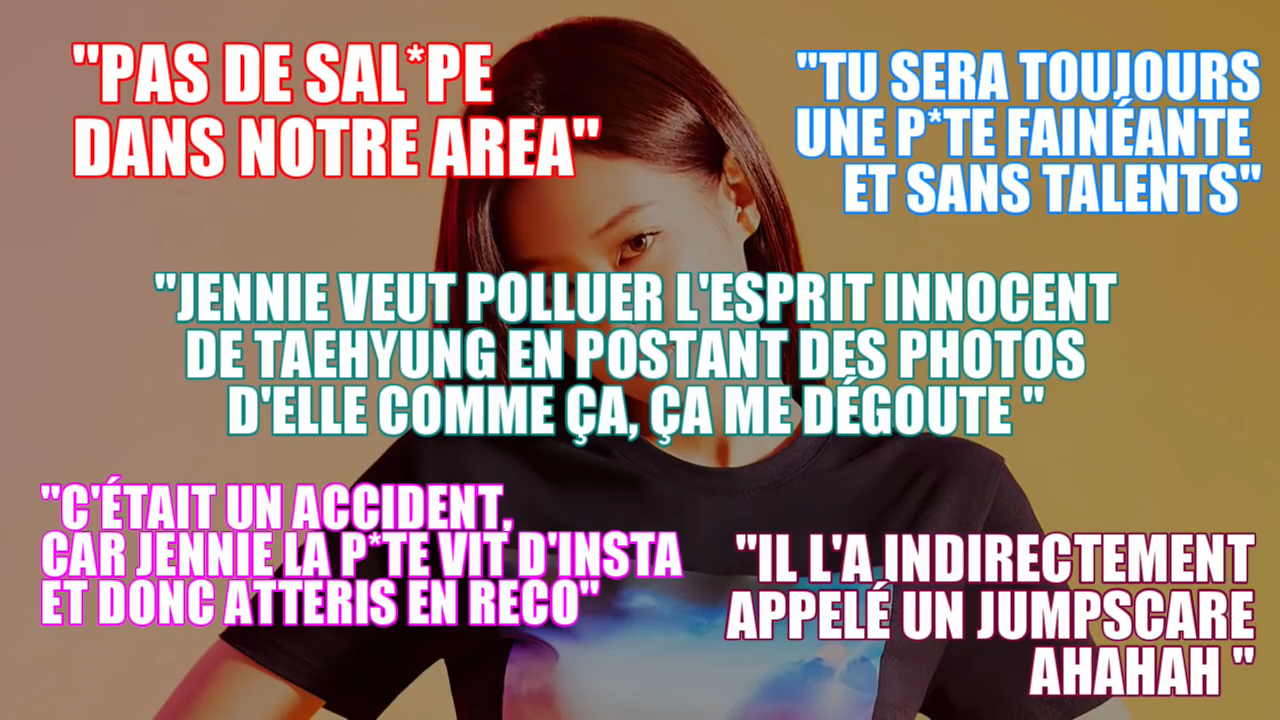 "PAS DE SAL*PE
DANS NOTRE AREA"
"TU SERA TOUJOURS
UNE P*TE FAINÉANTE
ET SANS TALENTS"
"JENNIE VEUT POLLUER L'ESPRIT INNOCENT
DE TAEHYUNG EN POSTANT DES PHOTOS
D'ELLE COMME ÇA, ÇA ME DÉGOUTE "
"C'ÉTAIT UN ACCIDENT,
CAR JENNIE LA P*TE VIT D'INSTA
ET DONC ATTERIS EN RECO"
"IL L'A INDIRECTEMENT
APPELÉ UN JUMPSCARE
AHAHAH "